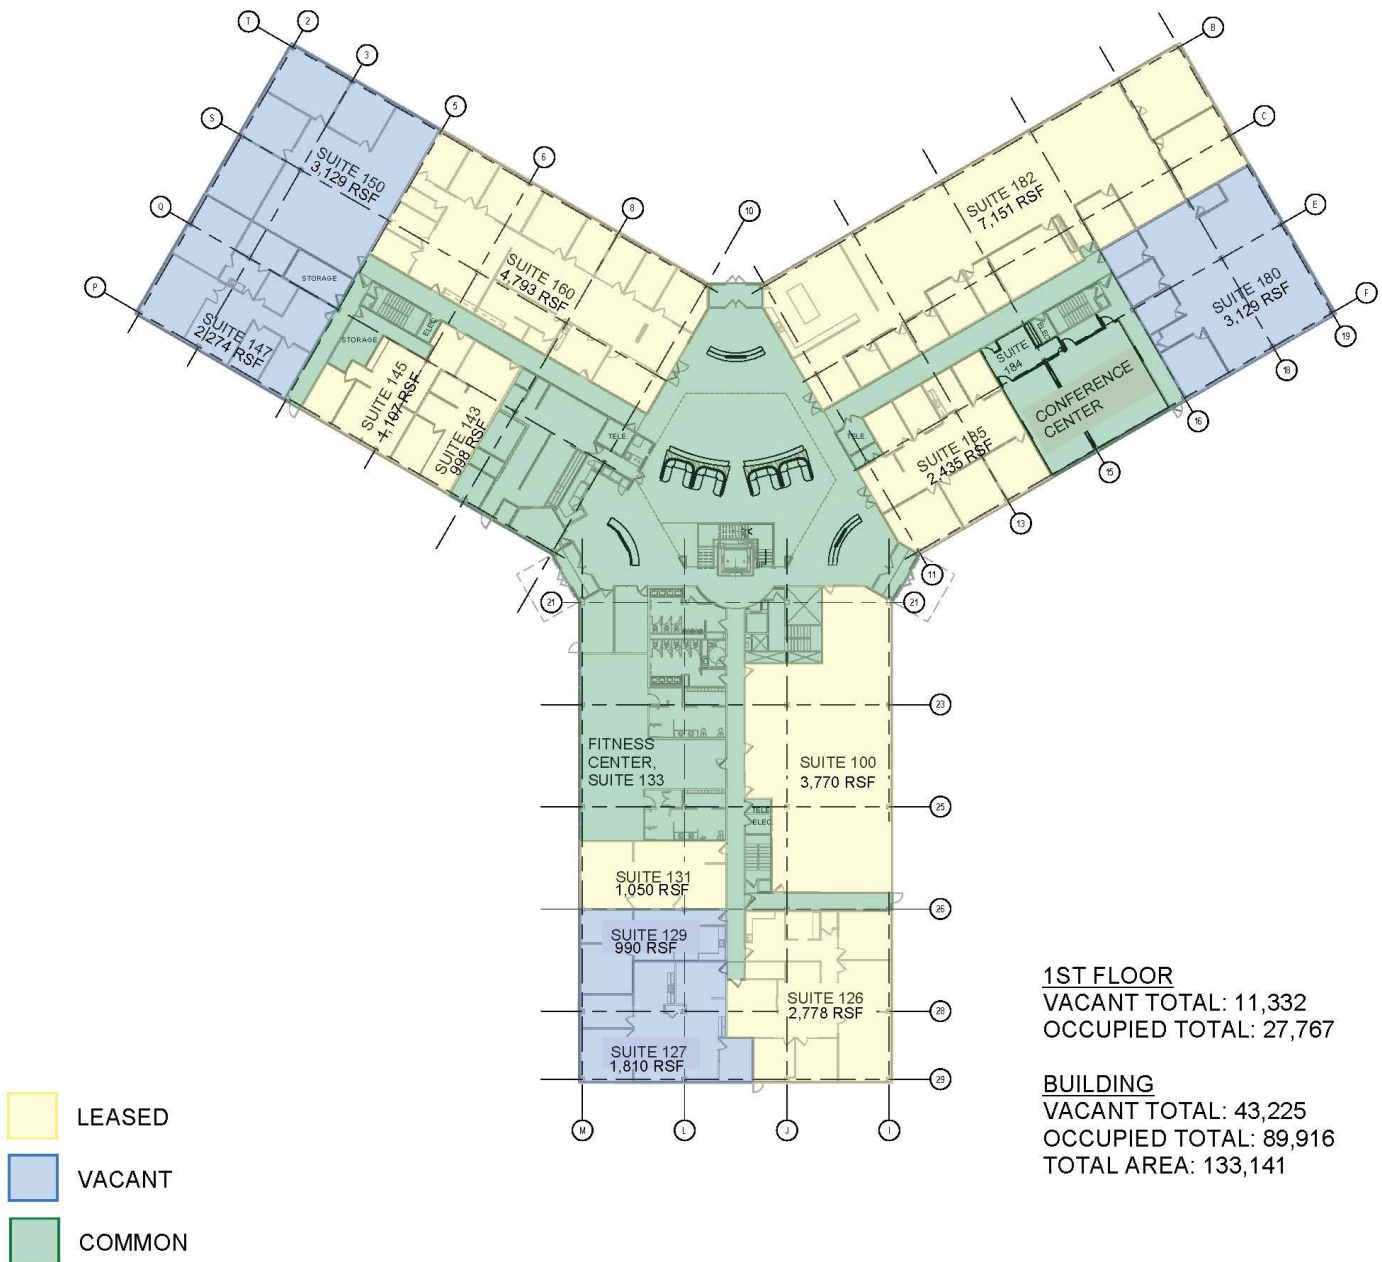 T
2
3
S
5
6
Q
8
10
P
B
C
E
F
19
18
16
15
13
11
SUITE 150
3,129 RSF
STORAGE
SUITE 147
2,274 RSF
SUITE 160
4,793 RSF
ELEC
STORAGE
SUITE 145
1,107 RSF
SUITE 143
998 RSF
TELE.
SUITE 182
7,151 RSF
SUITE 180
3,129 RSF
ELEC
SUITE
184
CONFERENCE
CENTER
TELE.
SUITE 185
2,435 RSF
21
21
23
FITNESS
CENTER,
SUITE 133
SUITE 100
3,770 RSF
25
TELE
ELEC
SUITE 131
1,050 RSF
26
SUITE 129
990 RSF
SUITE 126
2,778 RSF
28
SUITE 127
1,810 RSF
29
M
L
J
I
1ST FLOOR
VACANT TOTAL: 11,332
OCCUPIED TOTAL: 27,767
BUILDING
VACANT TOTAL: 43,225
OCCUPIED TOTAL: 89,916
TOTAL AREA: 133,141
LEASED
VACANT
COMMON